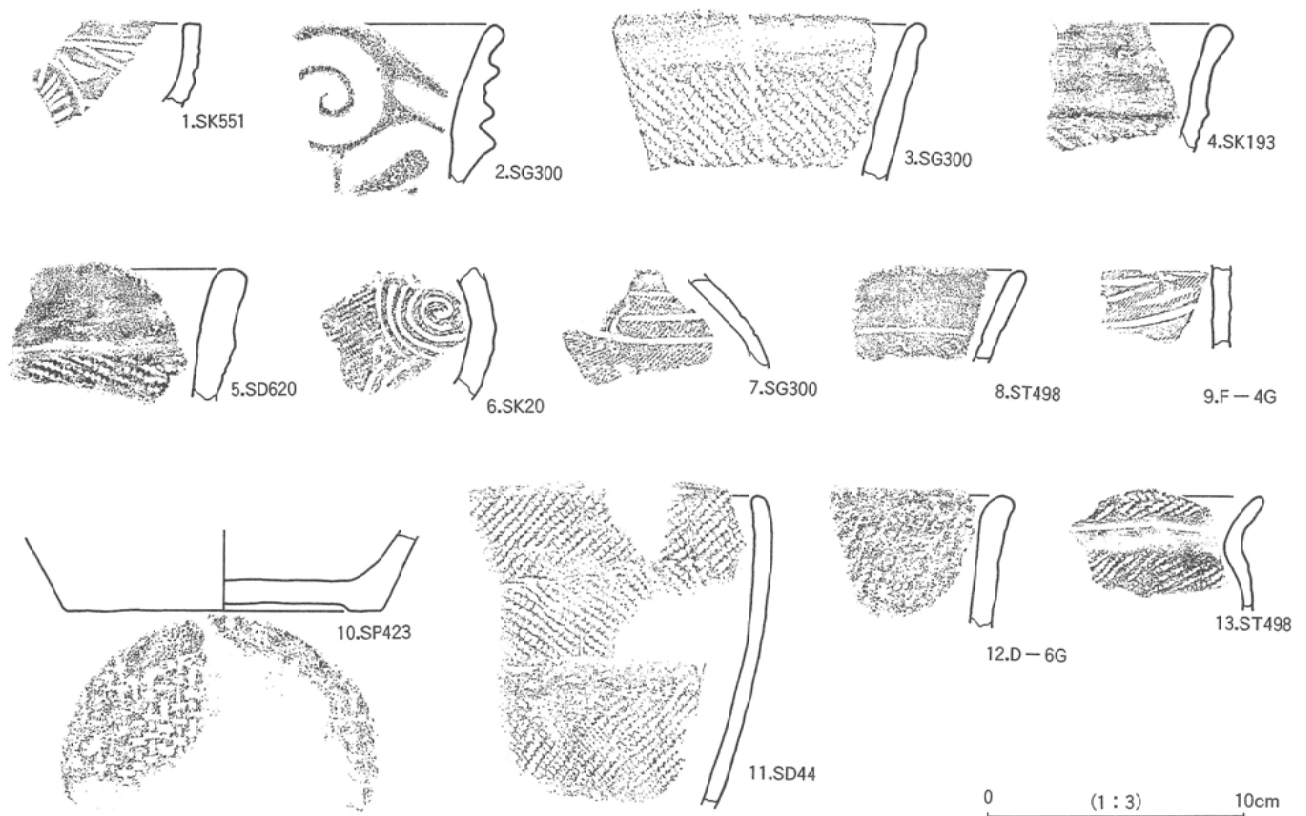 1.SK551
2.SG300
3.SG300
4.SK193
5.SD620
6.SK20
7.SG300
8.ST498
9.F－4G
10.SP423
11.SD44
12.D－6G
13.ST498
0 (1：3) 10cm